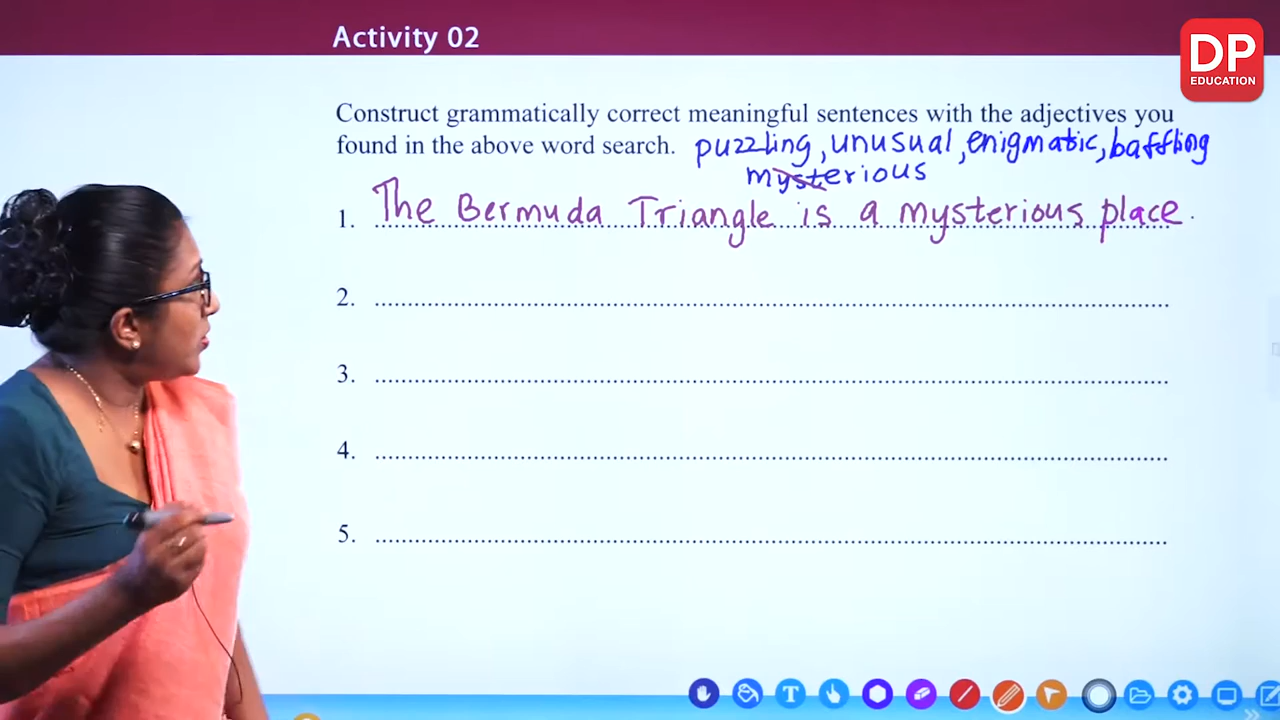 Activity 02
DP
EDUCATION
Construct grammatically correct meaningful sentences with the adjectives you
found in the above word search. puzzling, unusual, enigmatic, baffling
mysterious
1. The Bermuda Triangle is a mysterious place.
2.
3.
4.
5.